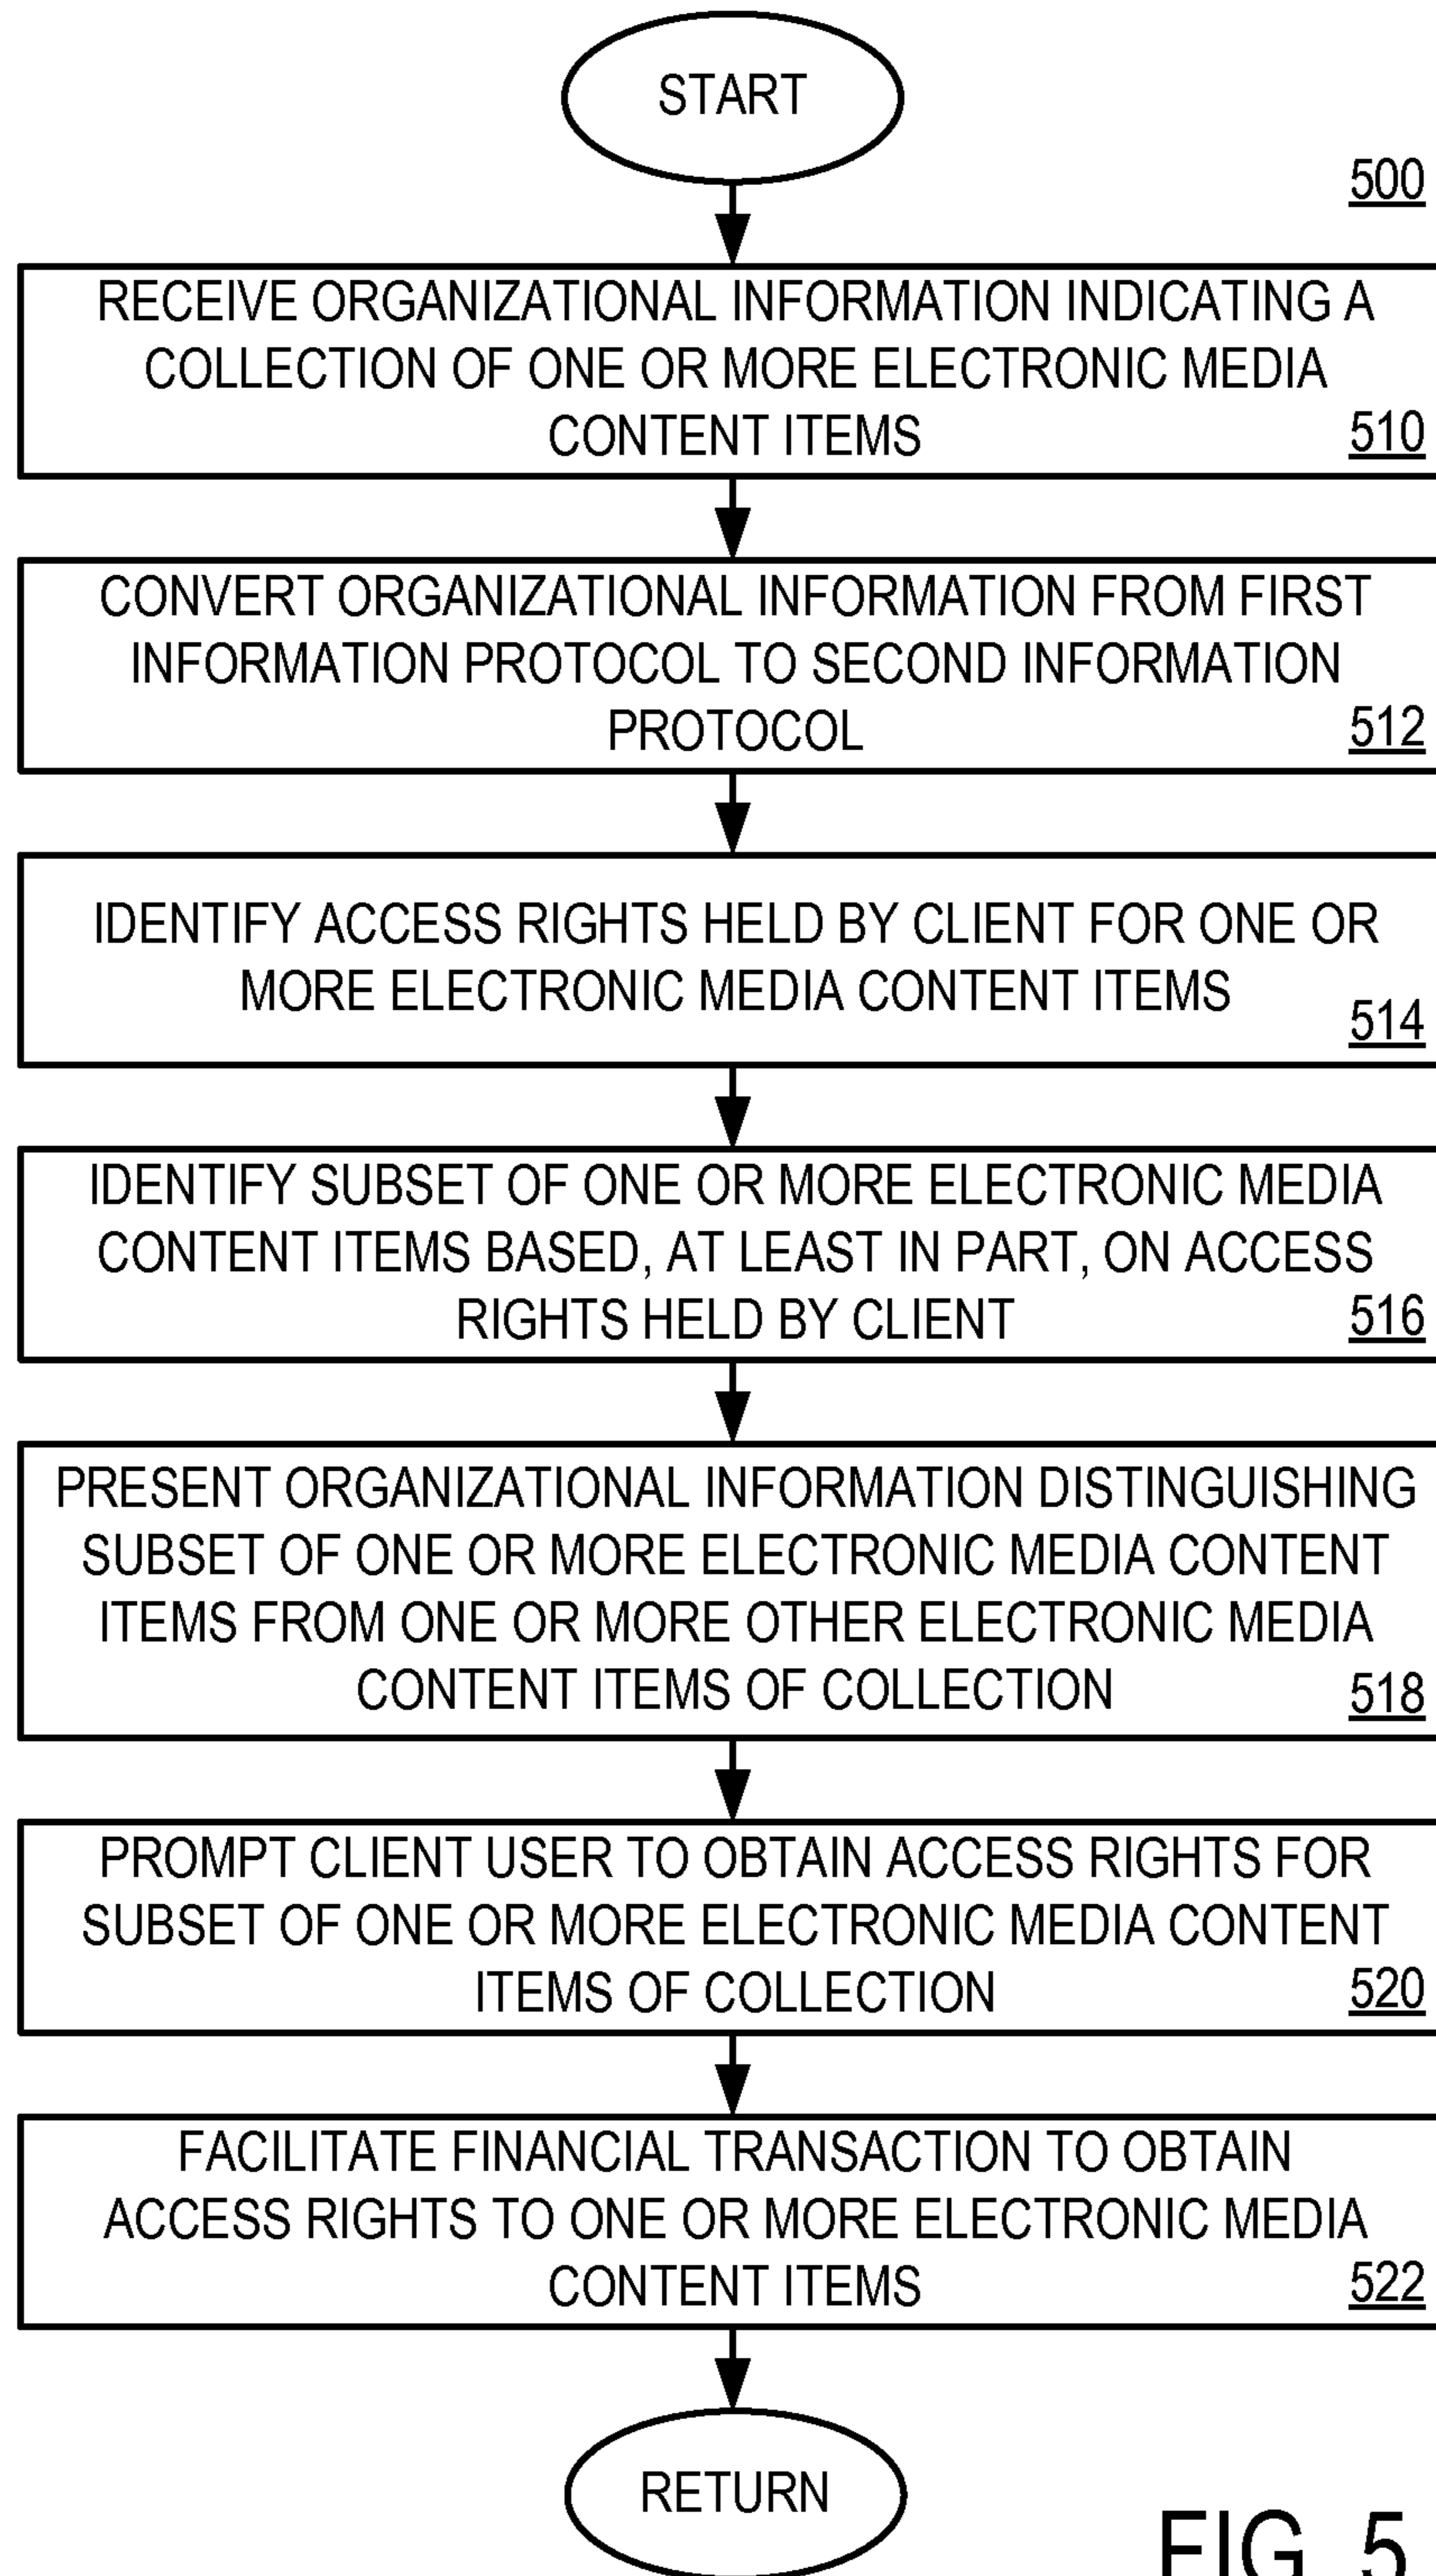 START
500
RECEIVE ORGANIZATIONAL INFORMATION INDICATING A
COLLECTION OF ONE OR MORE ELECTRONIC MEDIA
CONTENT ITEMS
510
CONVERT ORGANIZATIONAL INFORMATION FROM FIRST
INFORMATION PROTOCOL TO SECOND INFORMATION
PROTOCOL
512
IDENTIFY ACCESS RIGHTS HELD BY CLIENT FOR ONE OR
MORE ELECTRONIC MEDIA CONTENT ITEMS
514
IDENTIFY SUBSET OF ONE OR MORE ELECTRONIC MEDIA
CONTENT ITEMS BASED, AT LEAST IN PART, ON ACCESS
RIGHTS HELD BY CLIENT
516
PRESENT ORGANIZATIONAL INFORMATION DISTINGUISHING
SUBSET OF ONE OR MORE ELECTRONIC MEDIA CONTENT
ITEMS FROM ONE OR MORE OTHER ELECTRONIC MEDIA
CONTENT ITEMS OF COLLECTION
518
PROMPT CLIENT USER TO OBTAIN ACCESS RIGHTS FOR
SUBSET OF ONE OR MORE ELECTRONIC MEDIA CONTENT
ITEMS OF COLLECTION
520
FACILITATE FINANCIAL TRANSACTION TO OBTAIN
ACCESS RIGHTS TO ONE OR MORE ELECTRONIC MEDIA
CONTENT ITEMS
522
RETURN
FIG. 5